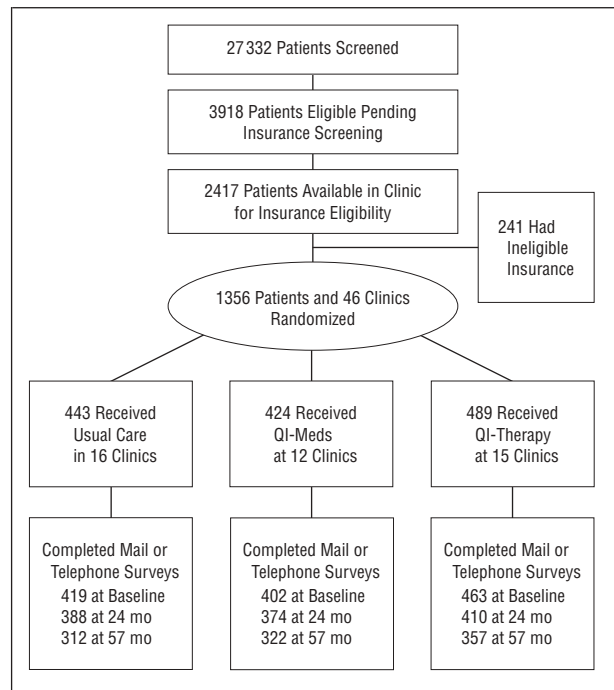 27 332 Patients Screened
3918 Patients Eligible Pending
Insurance Screening
2417 Patients Available in Clinic
for Insurance Eligibility
241 Had
Ineligible
Insurance
1356 Patients and 46 Clinics
Randomized
443 Received
Usual Care
in 16 Clinics
424 Received
QI-Meds
at 12 Clinics
489 Received
QI-Therapy
at 15 Clinics
Completed Mail or
Telephone Surveys
419 at Baseline
388 at 24 mo
312 at 57 mo
Completed Mail or
Telephone Surveys
402 at Baseline
374 at 24 mo
322 at 57 mo
Completed Mail or
Telephone Surveys
463 at Baseline
410 at 24 mo
357 at 57 mo